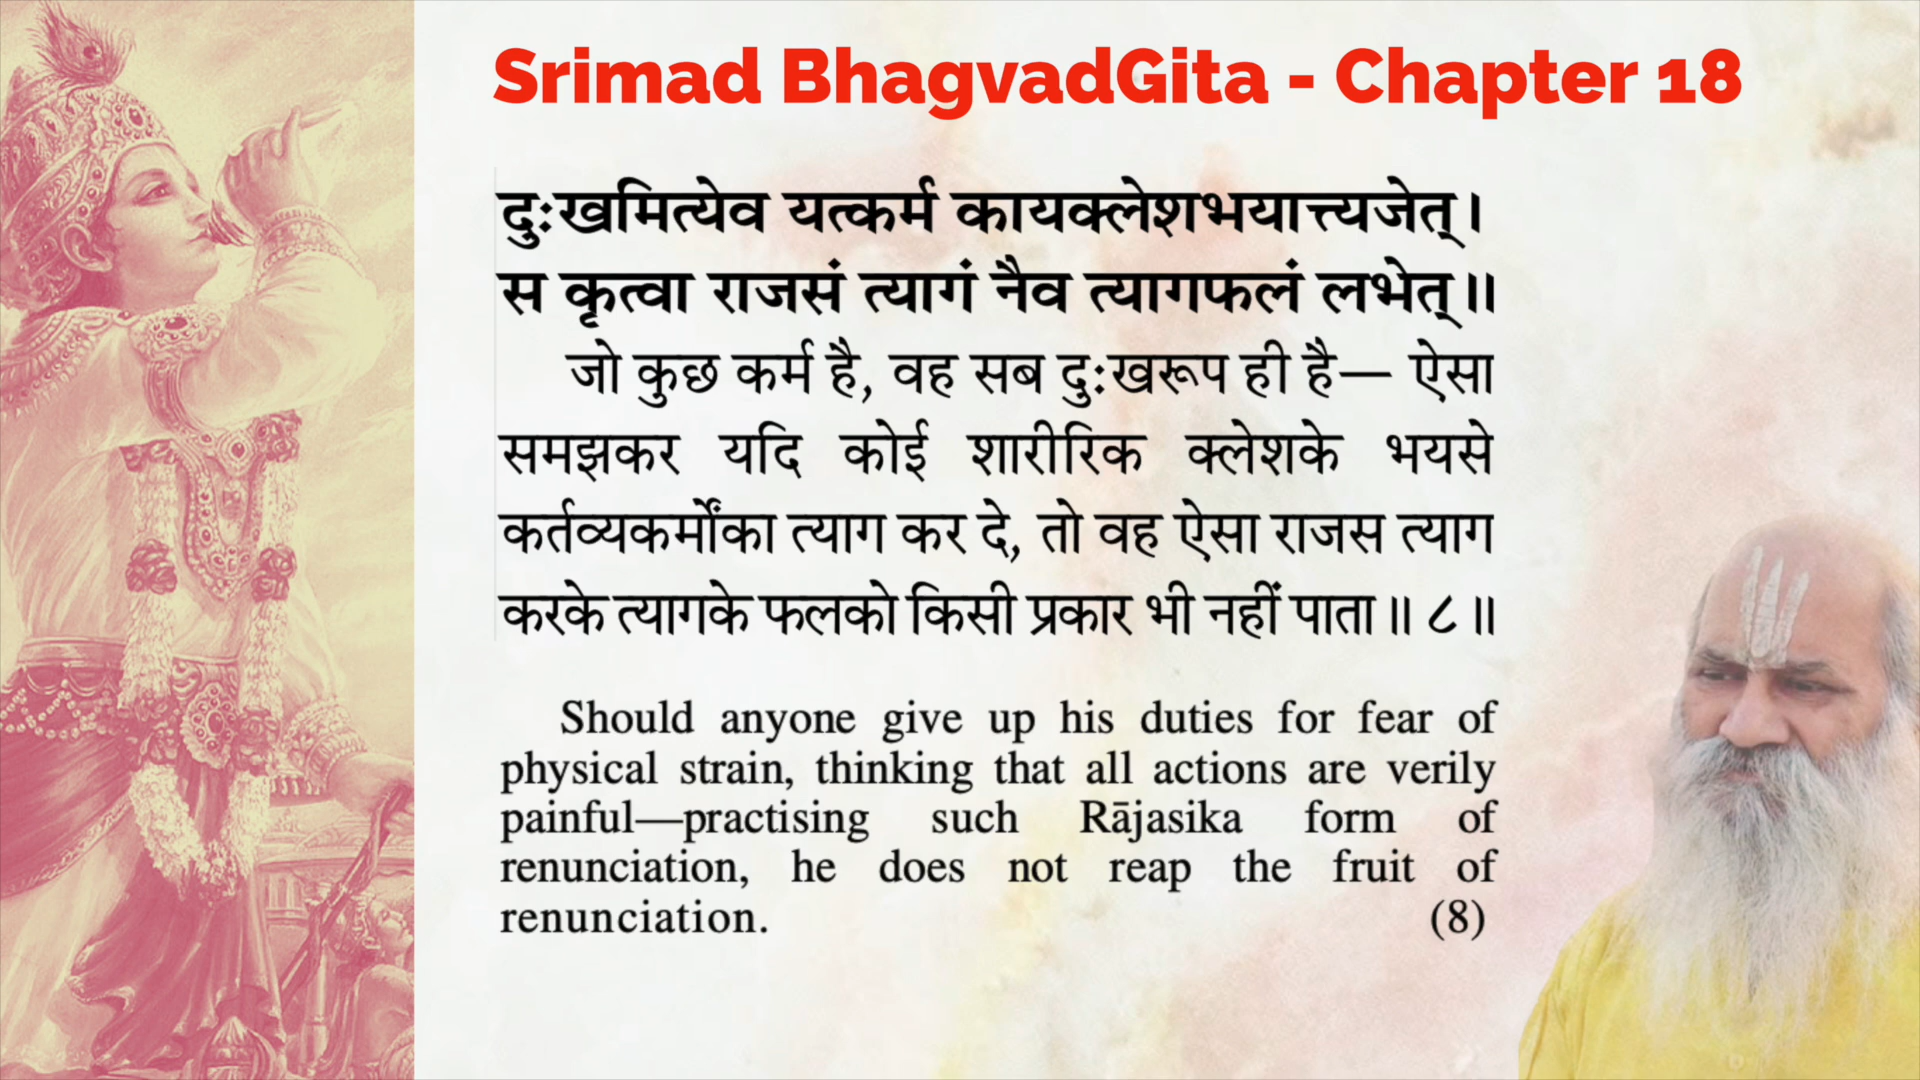 Srimad BhagvadGita - Chapter 18
दुःखमित्येव यत्कर्म कायक्लेशभयात्त्यजेत्।
स कृत्वा राजसं त्यागं नैव त्यागफलं लभेत्॥
जो कुछ कर्म है, वह सब दुःखरूप ही है— ऐसा
समझकर यदि कोई शारीरिक क्लेशके भयसे
कर्तव्यकर्मोंका त्याग कर दे, तो वह ऐसा राजस त्याग
करके त्यागके फलको किसी प्रकार भी नहीं पाता॥ ८॥
Should anyone give up his duties for fear of
physical strain, thinking that all actions are verily
painful—practising such Rājasika form of
renunciation, he does not reap the fruit of
renunciation. (8)